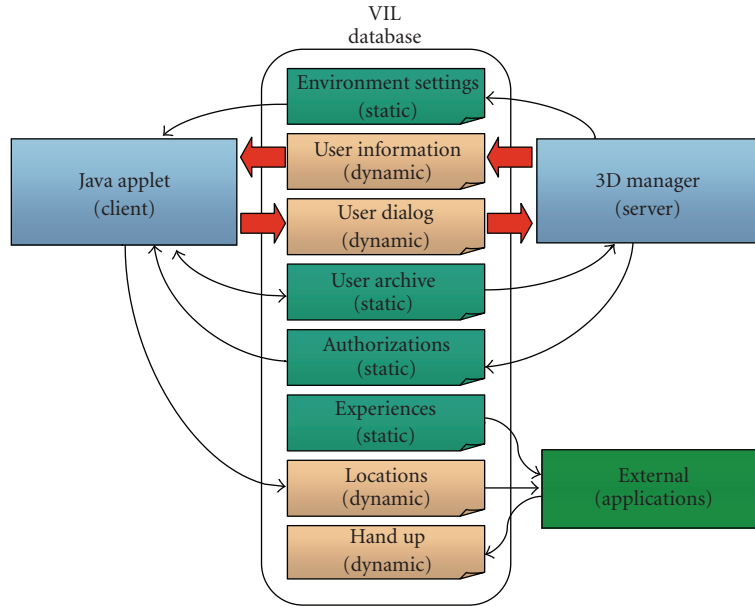 VIL
database
Environment settings
(static)
User information
(dynamic)
Java applet
(client)
3D manager
(server)
User dialog
(dynamic)
User archive
(static)
Authorizations
(static)
Experiences
(static)
Locations
(dynamic)
External
(applications)
Hand up
(dynamic)